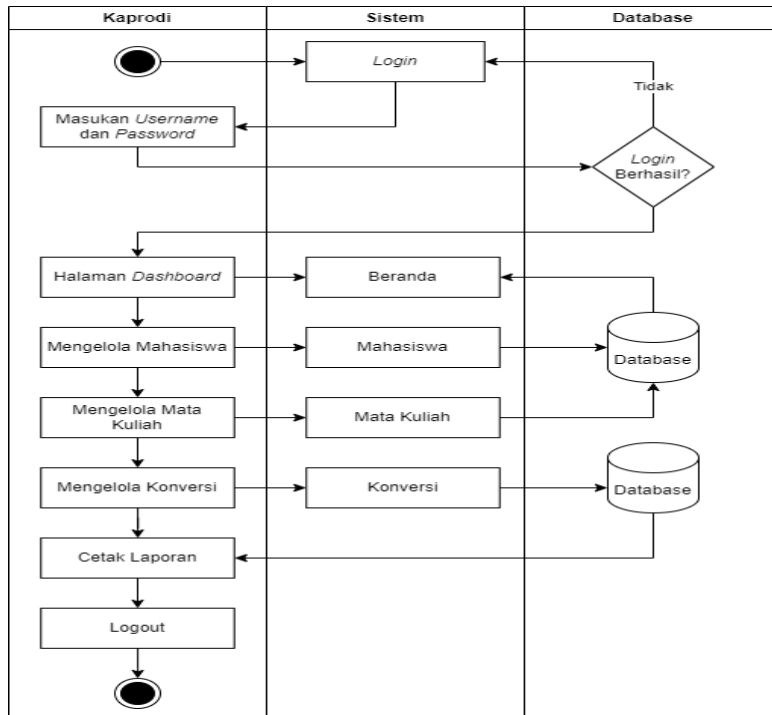 Kaprodi
Sistem
Database
Login
Tidak
Masukan Username
dan Password
Login
Berhasil?
Halaman Dashboard
Beranda
Mengelola Mahasiswa
Mahasiswa
Database
Mengelola Mata
Kuliah
Mata Kuliah
Mengelola Konversi
Konversi
Database
Cetak Laporan
Logout